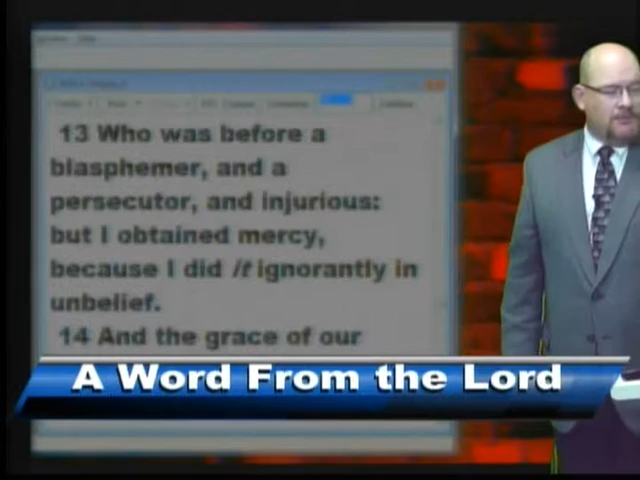 13 Who was before a
blasphemer, and a
persecutor, and injurious:
but I obtained mercy,
because I did it ignorantly in
unbelief.
14 And the grace of our
A Word From the Lord